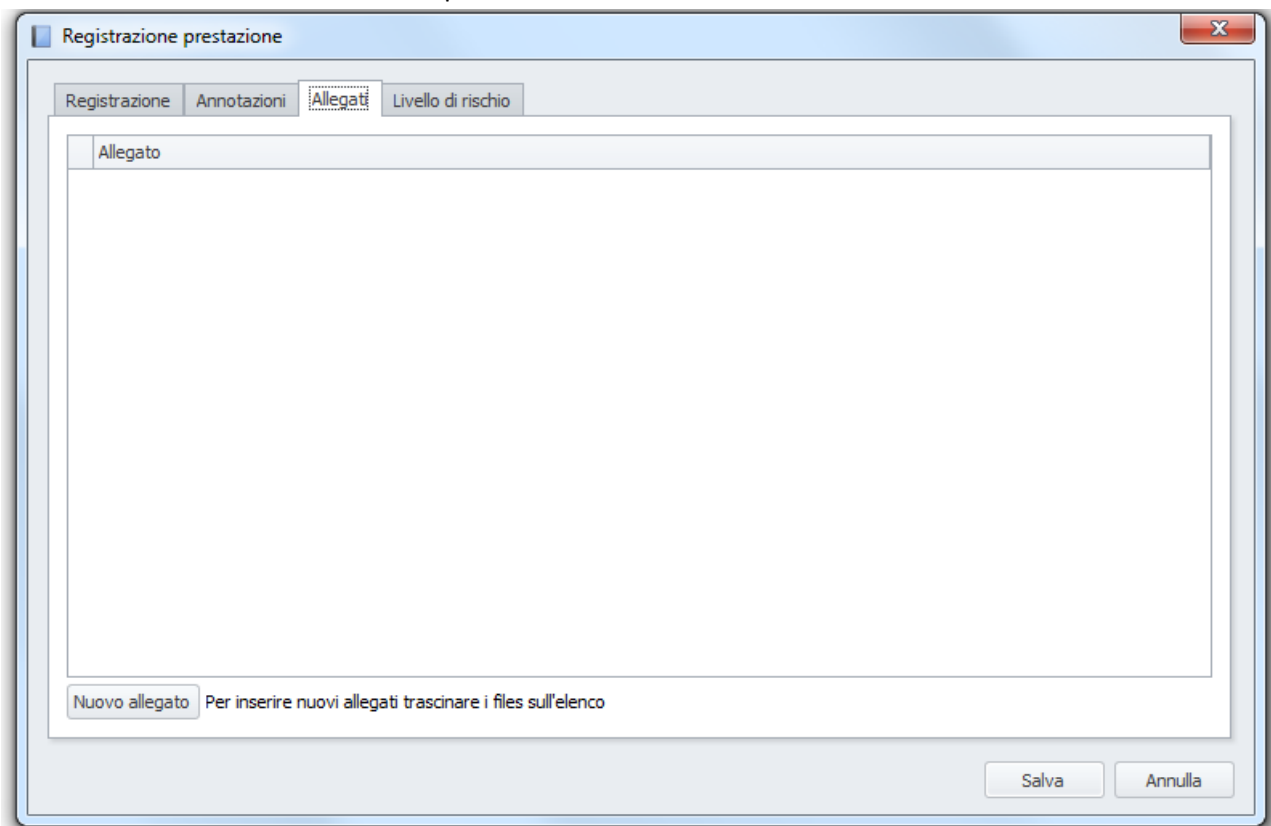 Registrazione prestazione
Registrazione Annotazioni Allegati Livello di rischio
Allegato
Nuovo allegato Per inserire nuovi allegati trascinare i files sull'elenco
Salva Annulla